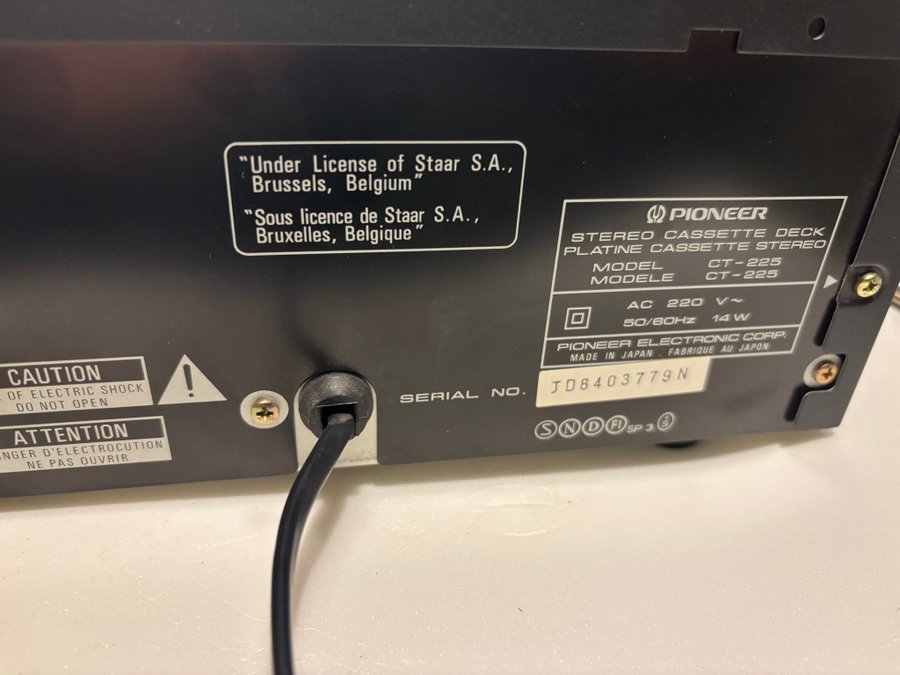 "Under License of Staar S.A.,
Brussels, Belgium"
"Sous licence de Staar S.A.,
Bruxelles, Belgique"
PIONEER
STEREO CASSETTE DECK
PLATINE CASSETTE STEREO
MODEL CT-225
MODELE CT-225
AC 220 V~
50/60Hz 14W
PIONEER ELECTRONIC CORP.
MADE IN JAPAN . FABRIQUE AU JAPON
SERIAL NO. JD8403779N
S N D FI SP 3. S
CAUTION
OF ELECTRIC SHOCK
DO NOT OPEN
!
ATTENTION
ANGER D'ELECTROCUTION
NE PAS OUVRIR